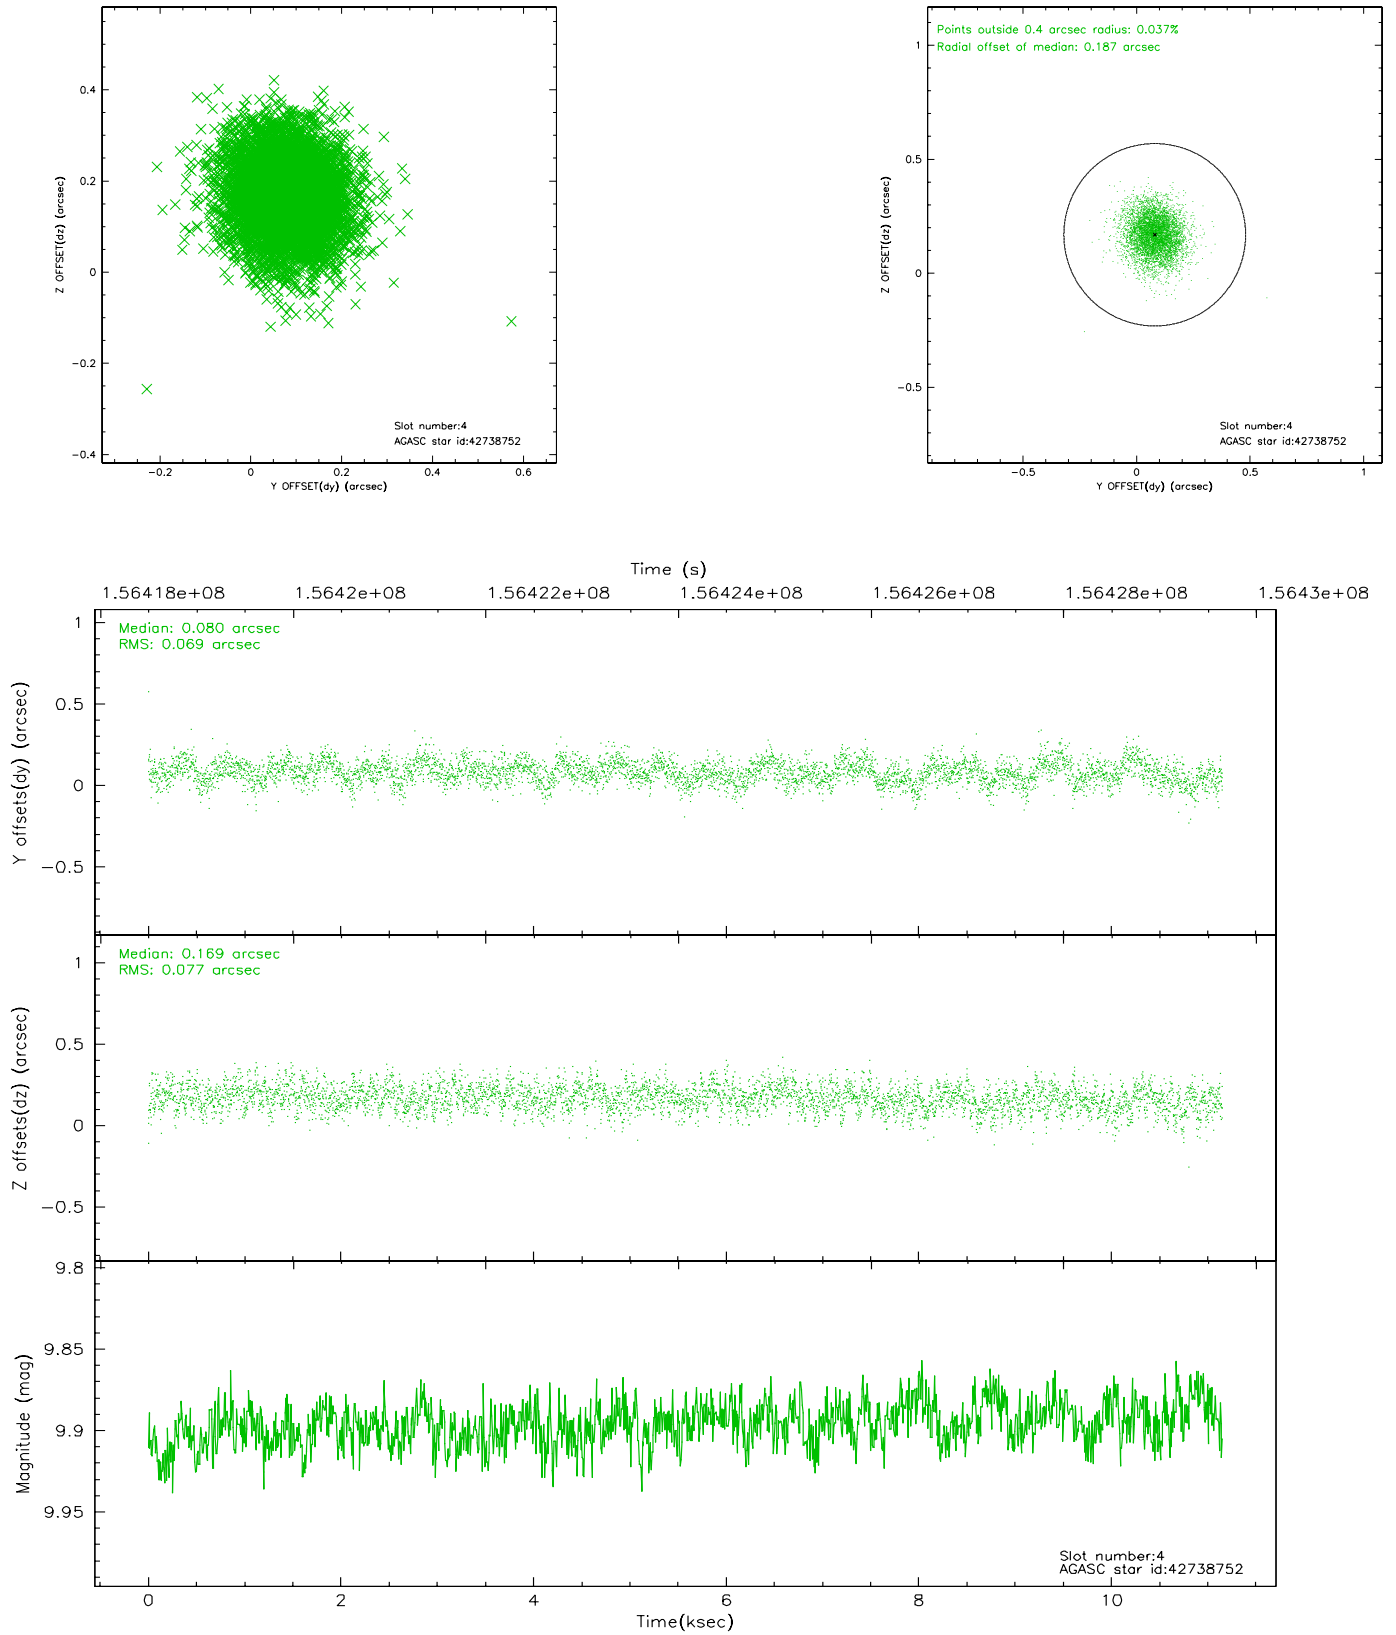 0.4
0.2
0
−0.2
−0.4
Z OFFSET(dz) (arcsec)
−0.2
0
0.2
0.4
0.6
Y OFFSET(dy) (arcsec)
Slot number:4
AGASC star id:42738752
Points outside 0.4 arcsec radius: 0.037%
Radial offset of median: 0.187 arcsec
1
0.5
0
−0.5
Z OFFSET(dz) (arcsec)
−0.5
0
0.5
1
Y OFFSET(dy) (arcsec)
Slot number:4
AGASC star id:42738752
Time (s)
1.56418e+08
1.5642e+08
1.56422e+08
1.56424e+08
1.56426e+08
1.56428e+08
1.5643e+08
Median: 0.080 arcsec
RMS: 0.069 arcsec
1
0.5
0
−0.5
Y offsets(dy) (arcsec)
Median: 0.169 arcsec
RMS: 0.077 arcsec
1
0.5
0
−0.5
Z offsets(dz) (arcsec)
9.8
9.85
9.9
9.95
Magnitude (mag)
Slot number:4
AGASC star id:42738752
0
2
4
6
8
10
Time(ksec)